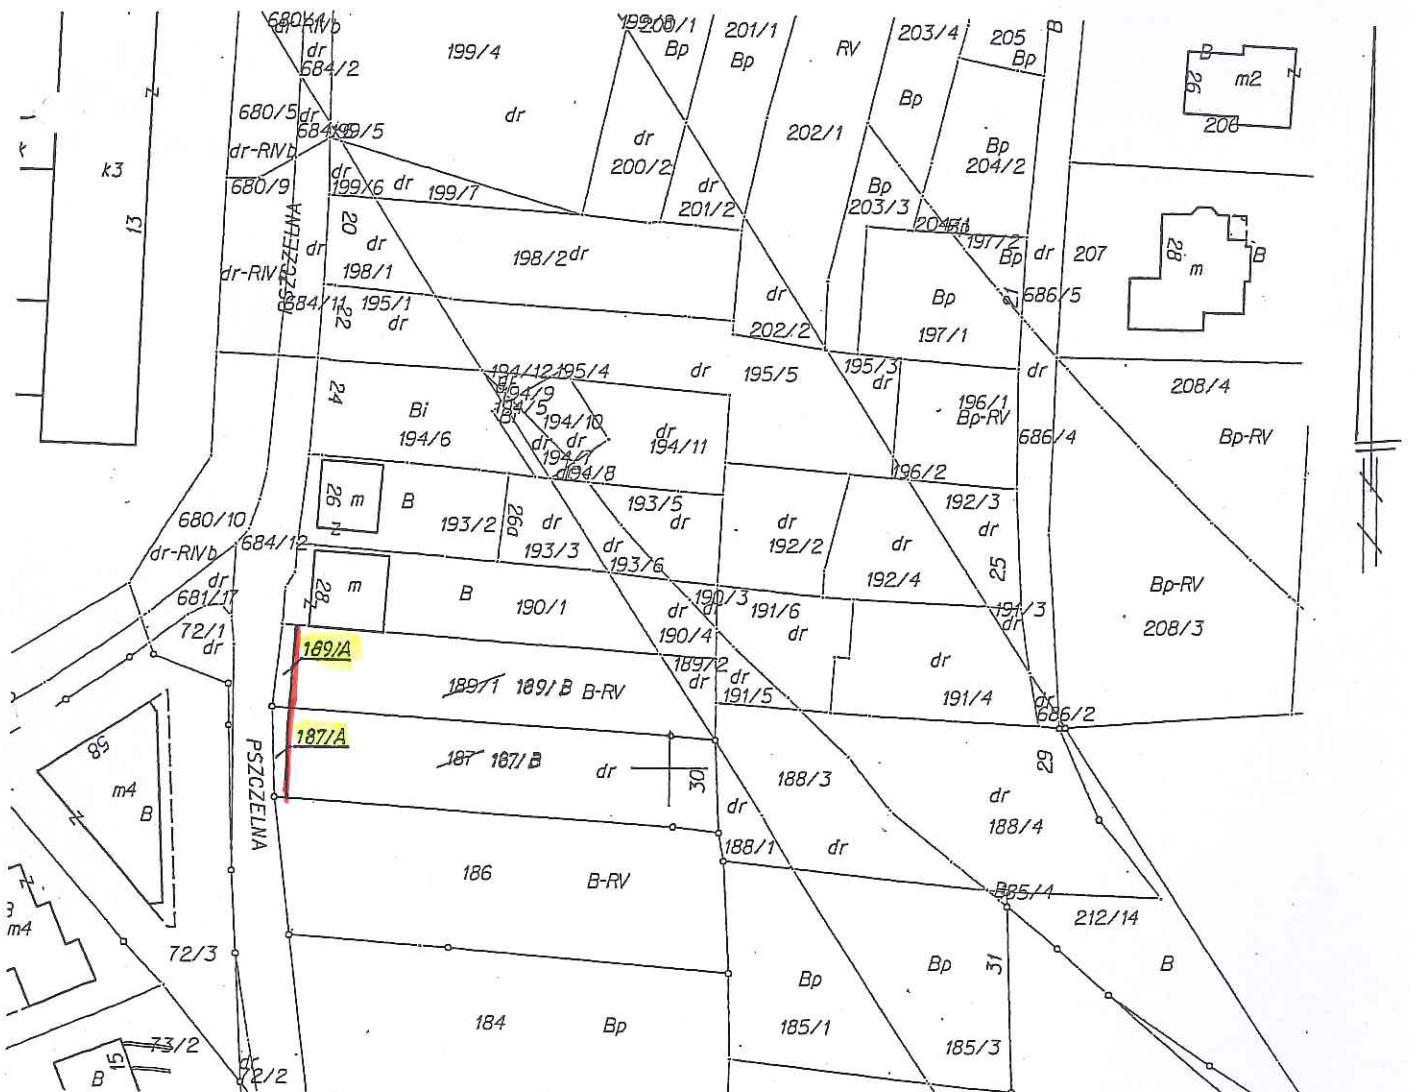 680/1
dr-RIVb
dr
684/2
199/4
200/1
Bp
201/1
Bp
RV
203/4
205
Bp
B
B
26
m2
Z
206
Z
k3
13
680/5
dr
199/5
dr-RIVb
680/9
dr
199/6
dr
199/7
dr
dr
200/2
dr
201/2
202/1
Bp
Bp
204/2
Bp
203/3
197/2
Bp
dr
207
28
m
B
PSZCZELNA
20
dr
dr
198/1
198/2
dr
dr-RIVb
684/11
195/1
22
dr
dr
202/2
Bp
197/1
686/5
194/12
195/4
dr
195/5
195/3
dr
dr
208/4
24
Bi
194/6
194/9
194/5
194/10
dr
dr
194/7
194/8
dr
194/11
196/1
Bp-RV
686/4
Bp-RV
196/2
26
m
Z
B
193/2
26a
dr
193/3
193/5
dr
dr
193/6
dr
192/2
dr
192/4
192/3
dr
25
680/10
dr-RIVb
684/12
dr
681/17
72/1
dr
28
Z
m
B
190/1
dr
190/4
190/3
191/6
dr
191/3
dr
Bp-RV
208/3
189/A
189/1
189/B
B-RV
189/2
dr
dr
191/5
dr
191/4
dr
686/2
187/A
187
187/B
dr
30
188/3
29
dr
188/4
58
m4
B
Z
PSZCZELNA
dr
188/1
dr
186
B-RV
185/4
212/14
Z
m4
72/3
Bp
185/1
Bp
31
185/3
B
184
Bp
73/2
15
B
dr
72/2